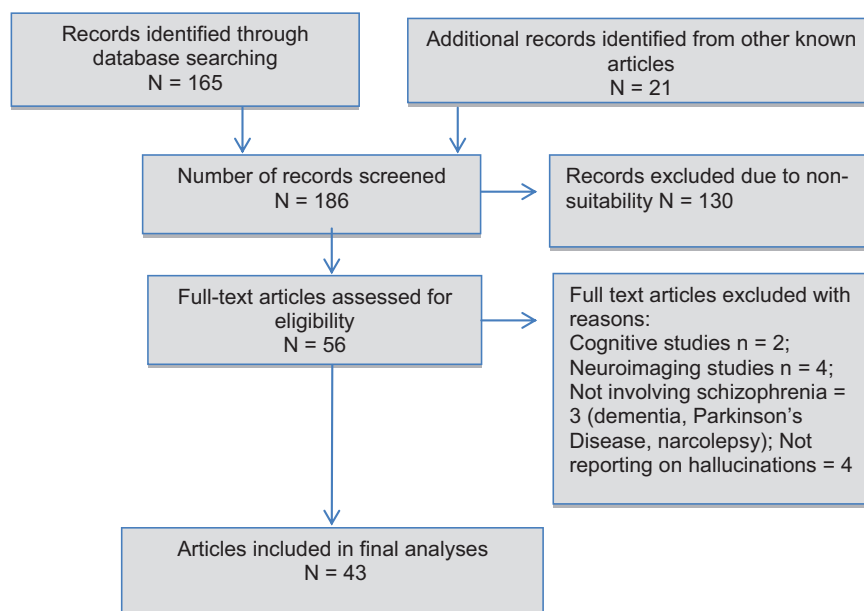 Records identified through
database searching
N = 165
Additional records identified from other known
articles
N = 21
Number of records screened
N = 186
Records excluded due to non-
suitability N = 130
Full-text articles assessed for
eligibility
N = 56
Full text articles excluded with
reasons:
Cognitive studies n = 2;
Neuroimaging studies n = 4;
Not involving schizophrenia =
3 (dementia, Parkinson's
Disease, narcolepsy); Not
reporting on hallucinations = 4
Articles included in final analyses
N = 43